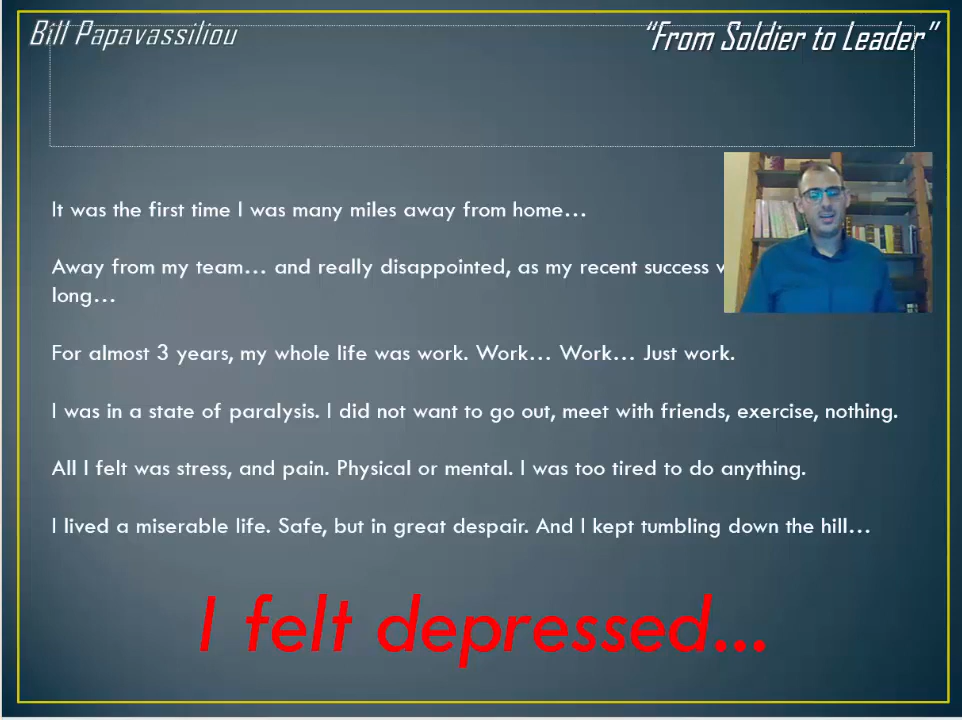 Bill Papavassiliou
“From Soldier to Leader”
It was the first time I was many miles away from home…
Away from my team… and really disappointed, as my recent success
long…
For almost 3 years, my whole life was work. Work… Work… Just work.
I was in a state of paralysis. I did not want to go out, meet with friends, exercise, nothing.
All I felt was stress, and pain. Physical or mental. I was too tired to do anything.
I lived a miserable life. Safe, but in great despair. And I kept tumbling down the hill…
I felt depressed…